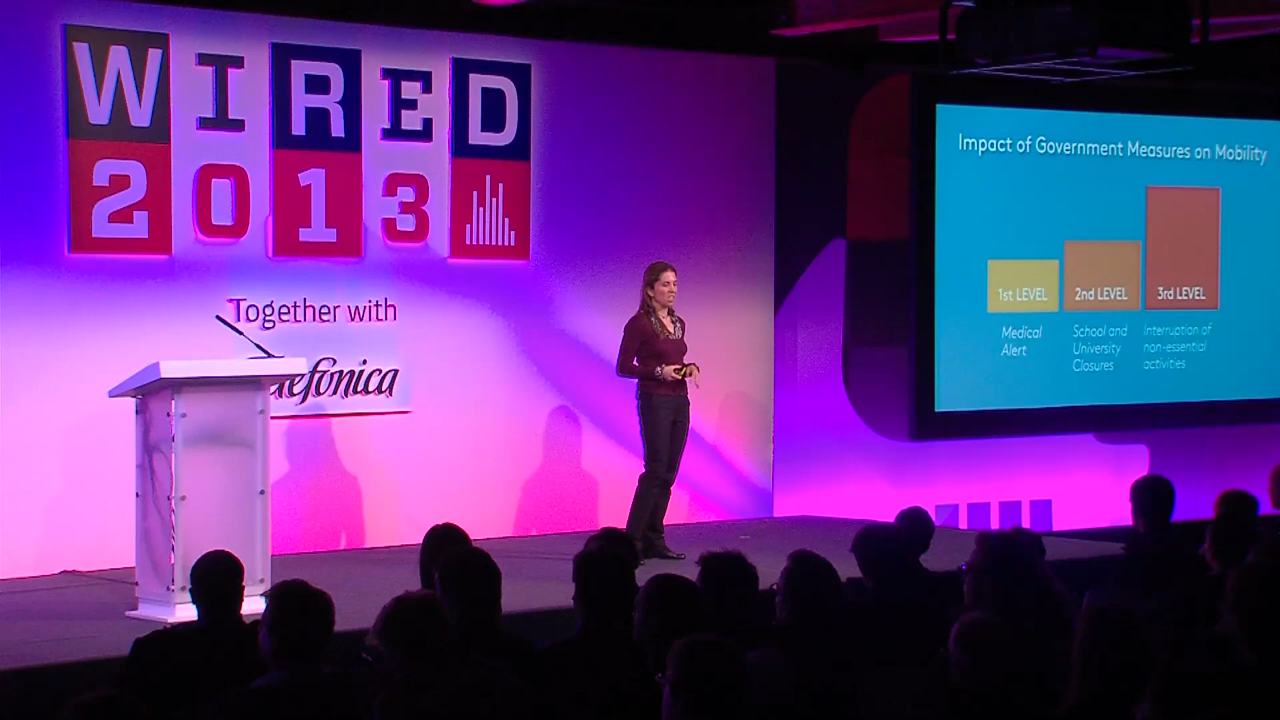 WIRED
2013
Together with
efónica
Impact of Government Measures on Mobility
1st LEVEL
2nd LEVEL
3rd LEVEL
Medical
Alert
School and
University
Closures
Interruption of
non-essential
activities